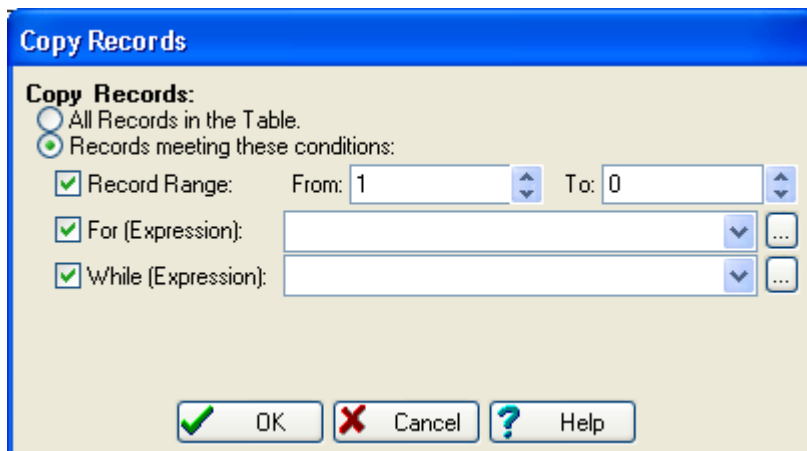 Copy Records
Copy Records:
All Records in the Table.
Records meeting these conditions:
Record Range: From: 1 To: 0
For (Expression): ...
While (Expression): ...
OK Cancel ? Help